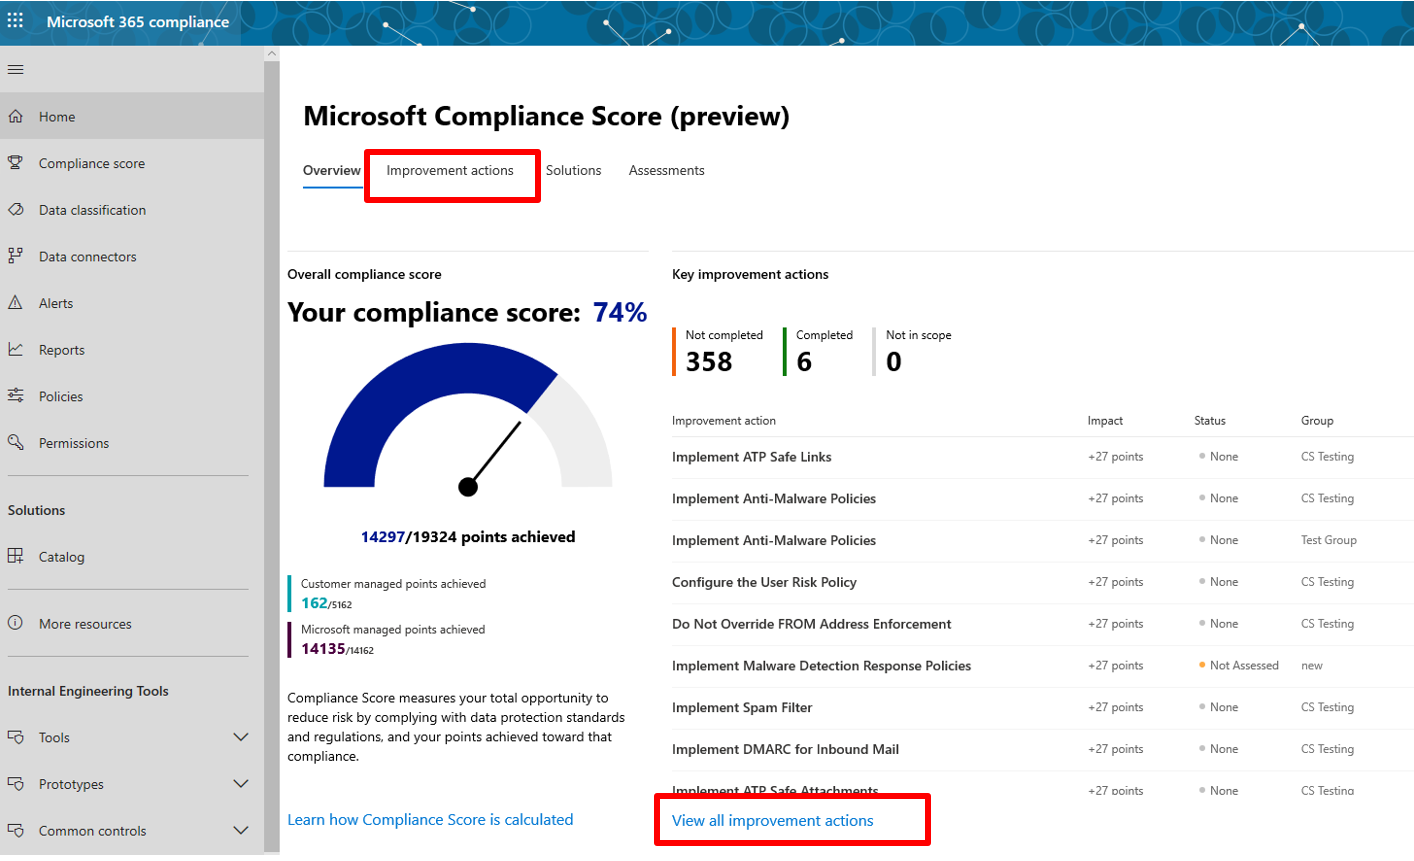 Microsoft 365 compliance
Home
Compliance score
Data classification
Data connectors
Alerts
Reports
Policies
Permissions
Solutions
Catalog
More resources
Internal Engineering Tools
Tools
Prototypes
Common controls
Microsoft Compliance Score (preview)
Overview Improvement actions Solutions Assessments
Overall compliance score
Your compliance score: 74%
14297/19324 points achieved
Customer managed points achieved
162/5162
Microsoft managed points achieved
14135/14162
Compliance Score measures your total opportunity to
reduce risk by complying with data protection standards
and regulations, and your points achieved toward that
compliance.
Learn how Compliance Score is calculated
Key improvement actions
Not completed Completed Not in scope
358 6 0
Improvement action Impact Status Group
Implement ATP Safe Links +27 points None CS Testing
Implement Anti-Malware Policies +27 points None CS Testing
Implement Anti-Malware Policies +27 points None Test Group
Configure the User Risk Policy +27 points None CS Testing
Do Not Override FROM Address Enforcement +27 points None CS Testing
Implement Malware Detection Response Policies +27 points Not Assessed new
Implement Spam Filter +27 points None CS Testing
Implement DMARC for Inbound Mail +27 points None CS Testing
Implement ATP Safe Attachments +27 points None CS Testing
View all improvement actions